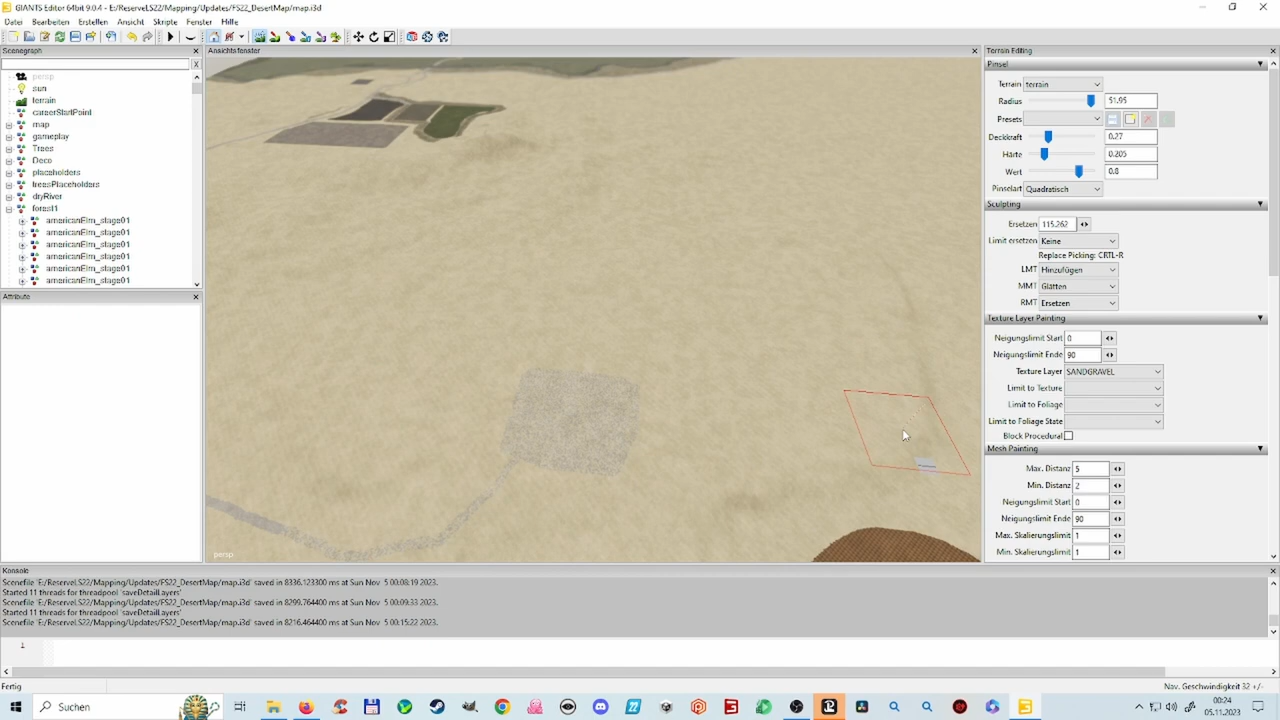 GIANTS Editor 64bit 9.0.4 - E:/ReserveLS22/Mapping/Updates/FS22_DesertMap/map.i3d
Datei Bearbeiten Erstellen Ansicht Skripte Fenster Hilfe
Scenegraph
persp
sun
terrain
careerStartPoint
map
gameplay
Trees
Deco
placeholders
treesPlaceholders
dryRiver
forest1
americanElm_stage01
americanElm_stage01
americanElm_stage01
americanElm_stage01
americanElm_stage01
americanElm_stage01
Attribute
Ansichtsfenster
persp
Terrain Editing
Pinsel
Terrain terrain
Radius 51.95
Presets
Deckkraft 0.27
Härte 0.205
Wert 0.8
Pinselart Quadratisch
Sculpting
Ersetzen 115.262
Limit ersetzen Keine
Replace Picking: CRTL-R
LMT Hinzufügen
MMT Glätten
RMT Ersetzen
Texture Layer Painting
Neigungslimit Start 0
Neigungslimit Ende 90
Texture Layer SANDGRAVEL
Limit to Texture
Limit to Foliage
Limit to Foliage State
Block Procedural
Mesh Painting
Max. Distanz 5
Min. Distanz 2
Neigungslimit Start 0
Neigungslimit Ende 90
Max. Skalierungslimit 1
Min. Skalierungslimit 1
Konsole
Scenefile 'E:/ReserveLS22/Mapping/Updates/FS22_DesertMap/map.i3d' saved in 8336.123300 ms at Sun Nov 5 00:08:19 2023.
Started 11 threads for threadpool 'saveDetailLayers'
Scenefile 'E:/ReserveLS22/Mapping/Updates/FS22_DesertMap/map.i3d' saved in 8299.764400 ms at Sun Nov 5 00:09:33 2023.
Started 11 threads for threadpool 'saveDetailLayers'
Scenefile 'E:/ReserveLS22/Mapping/Updates/FS22_DesertMap/map.i3d' saved in 8216.464400 ms at Sun Nov 5 00:15:22 2023.
1
Fertig
Nav. Geschwindigkeit 32 +/-
Suchen
00:24
05.11.2023